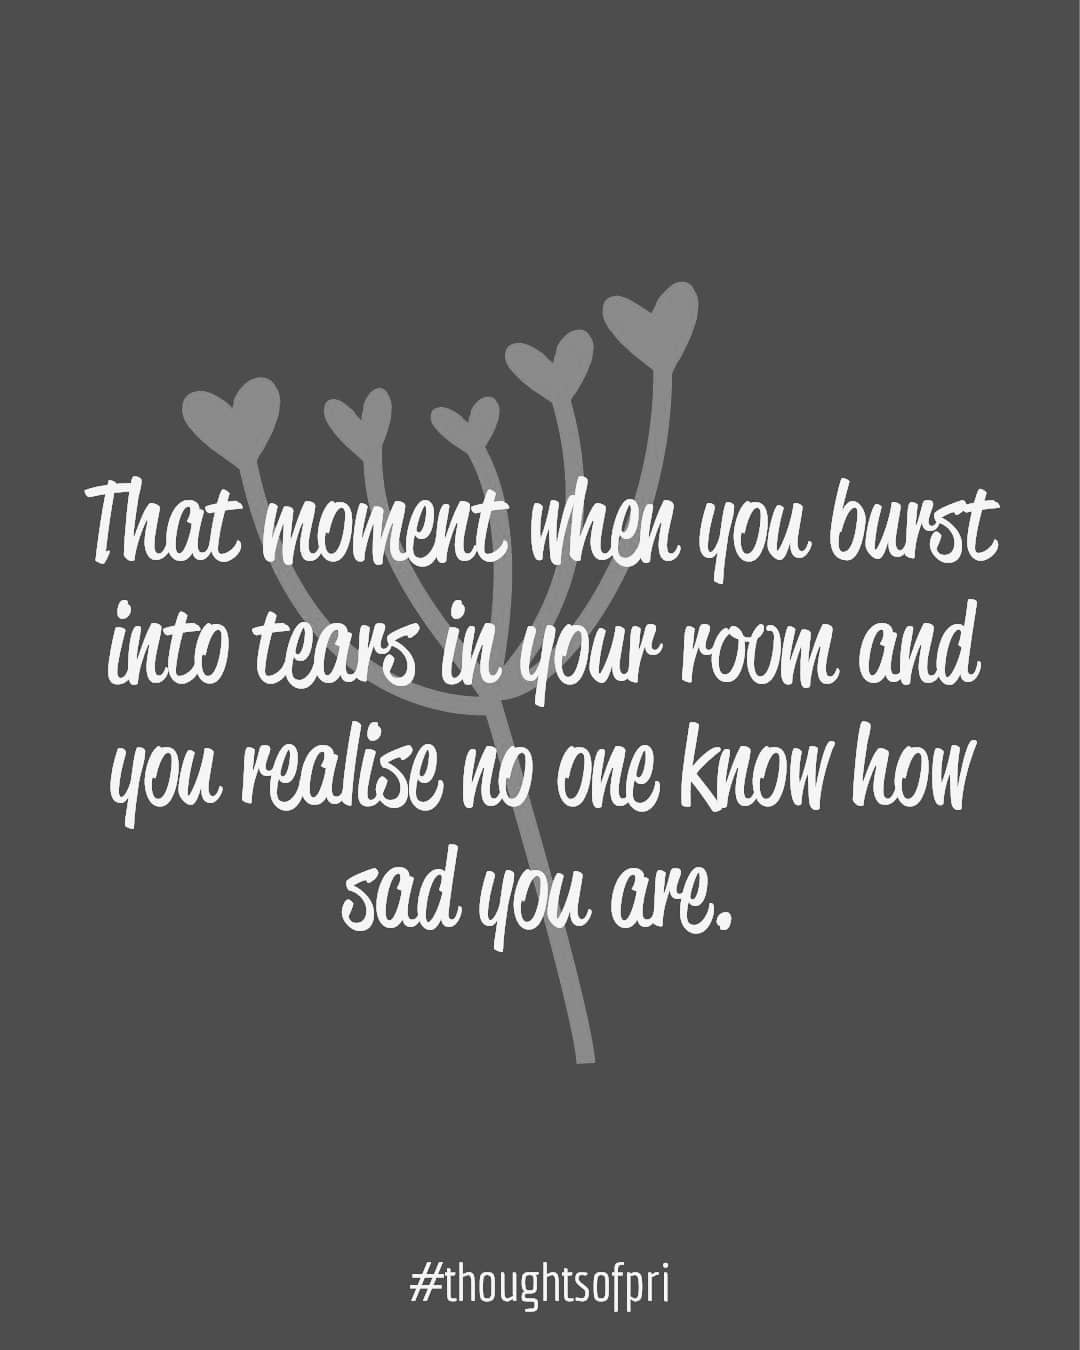 That moment when you burst
into tears in your room and
you realise no one know how
sad you are.
#thoughtsofpri